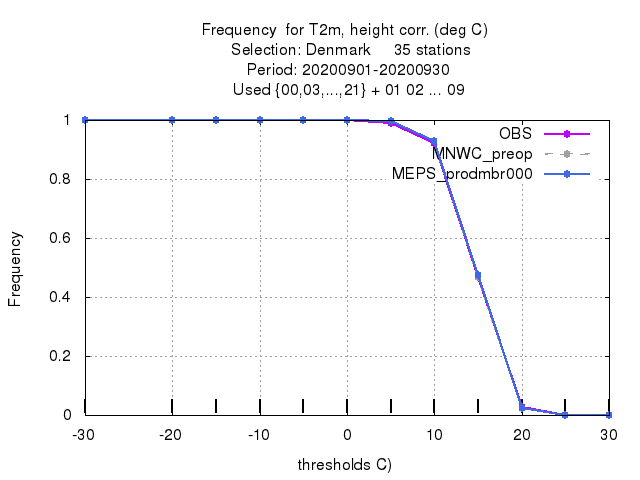 Frequency  for T2m, height corr. (deg C)
Selection: Denmark     35 stations
Period: 20200901-20200930
Used {00,03,...,21} + 01 02 ... 09
OBS
MNWC_preop
MEPS_prodmbr000
1
0.8
0.6
0.4
0.2
0
Frequency
-30 -20 -10 0 10 20 30
thresholds C)